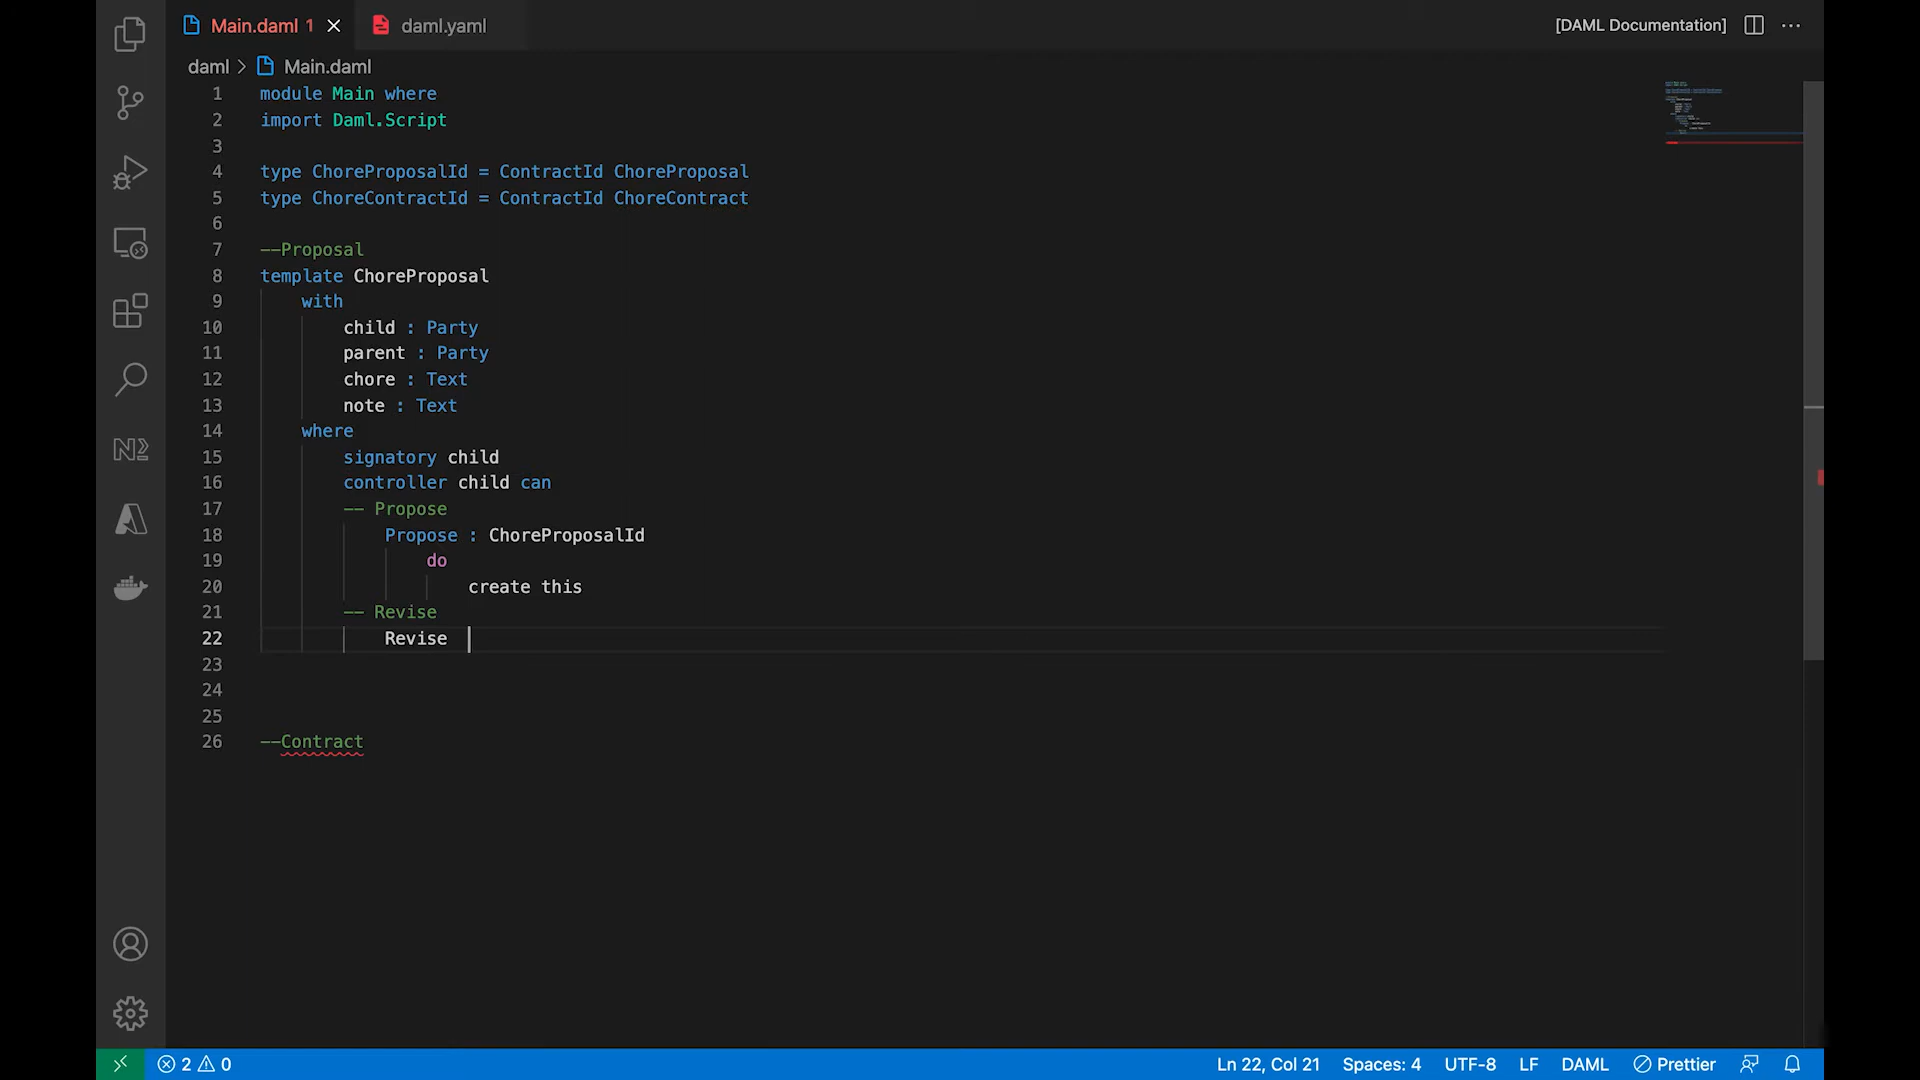 Main.daml 1
daml.yaml
[DAML Documentation]
daml > Main.daml
1 module Main where
2 import Daml.Script
3
4 type ChoreProposalId = ContractId ChoreProposal
5 type ChoreContractId = ContractId ChoreContract
6
7 --Proposal
8 template ChoreProposal
9 with
10 child : Party
11 parent : Party
12 chore : Text
13 note : Text
14 where
15 signatory child
16 controller child can
17 -- Propose
18 Propose : ChoreProposalId
19 do
20 create this
21 -- Revise
22 Revise
23
24
25
26 --Contract
2 0
Ln 22, Col 21
Spaces: 4
UTF-8
LF
DAML
Prettier